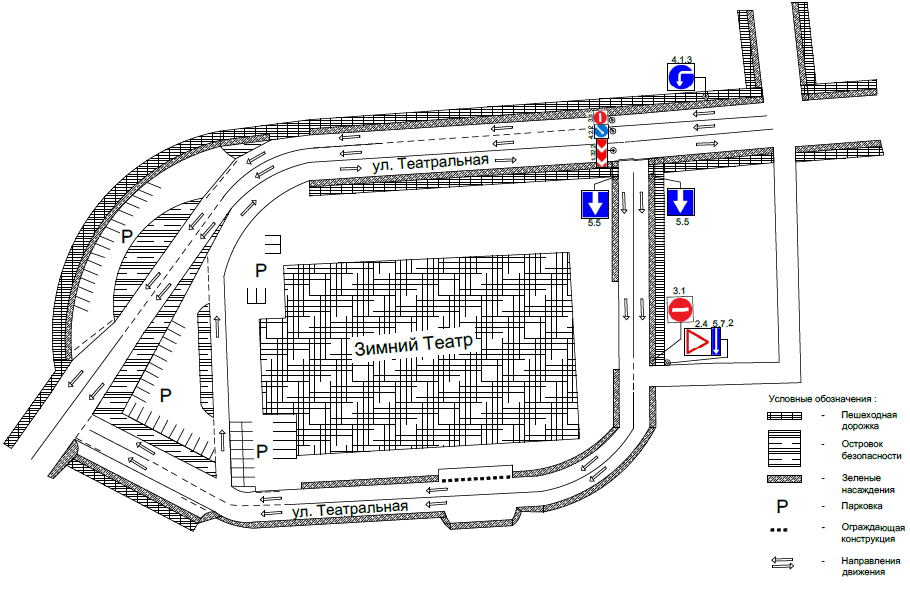 4.1.3
ул. Театральная
5.5
5.5
P
P
3.1
2.4 5.7.2
Зимний Театр
P
P
ул. Театральная
Условные обозначения :
- Пешеходная
дорожка
- Островок
безопасности
- Зеленые
насаждения
P - Парковка
- Ограждающая
конструкция
- Направления
движения